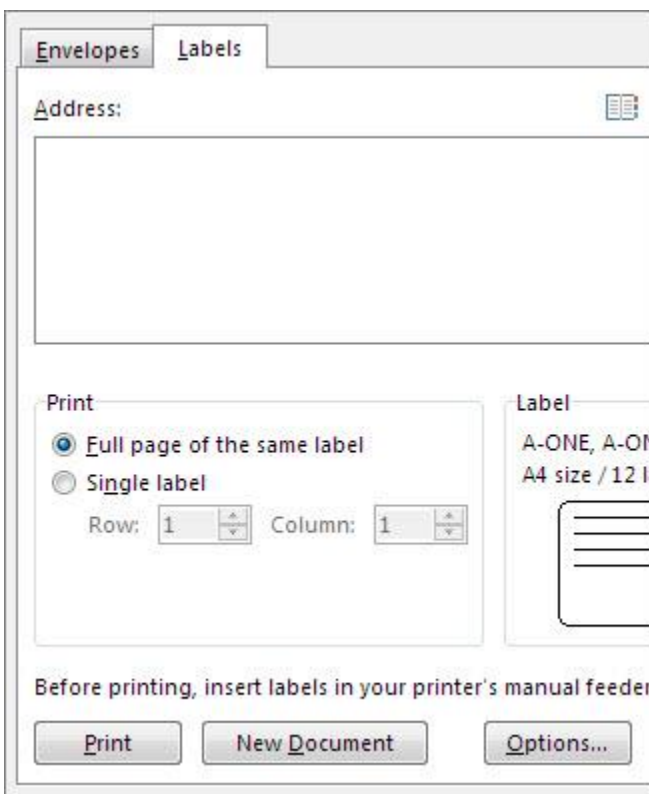 Envelopes Labels
Address:
Print
Full page of the same label
Single label
Row: 1 Column: 1
Label
A-ONE, A-ON
A4 size / 12 l
Before printing, insert labels in your printer's manual feeder
Print New Document Options...